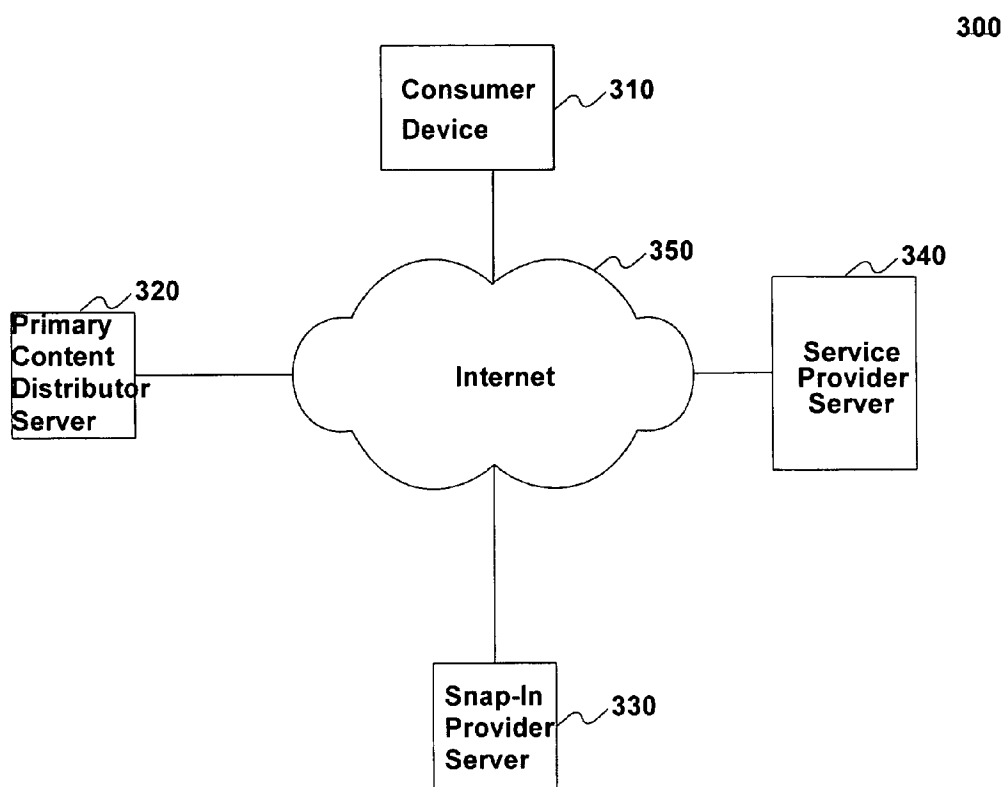 300
Consumer
Device
310
350
340
320
Primary
Content
Distributor
Server
Internet
Service
Provider
Server
Snap-In
Provider
Server
330